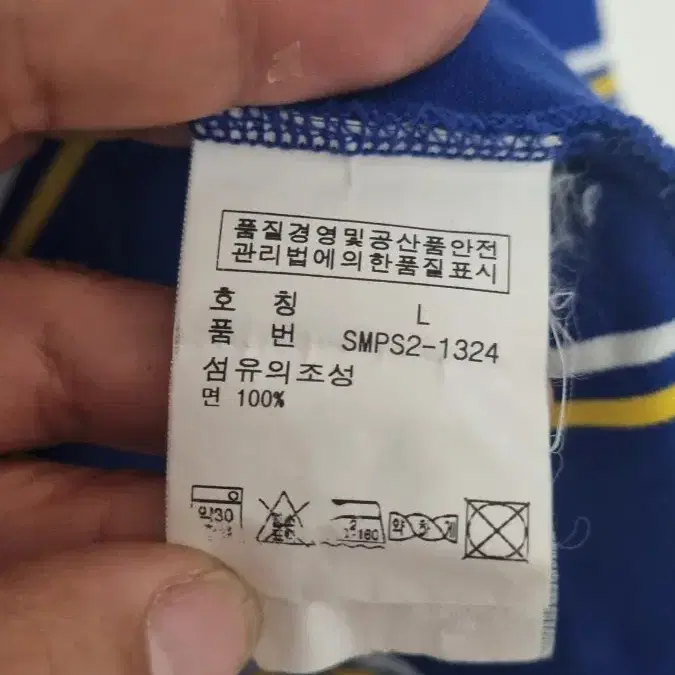 품질경영및공산품안전
관리법에의한품질표시
호 칭 L
품 번 SMPS2-1324
섬유의조성
면 100%
약30
약하게